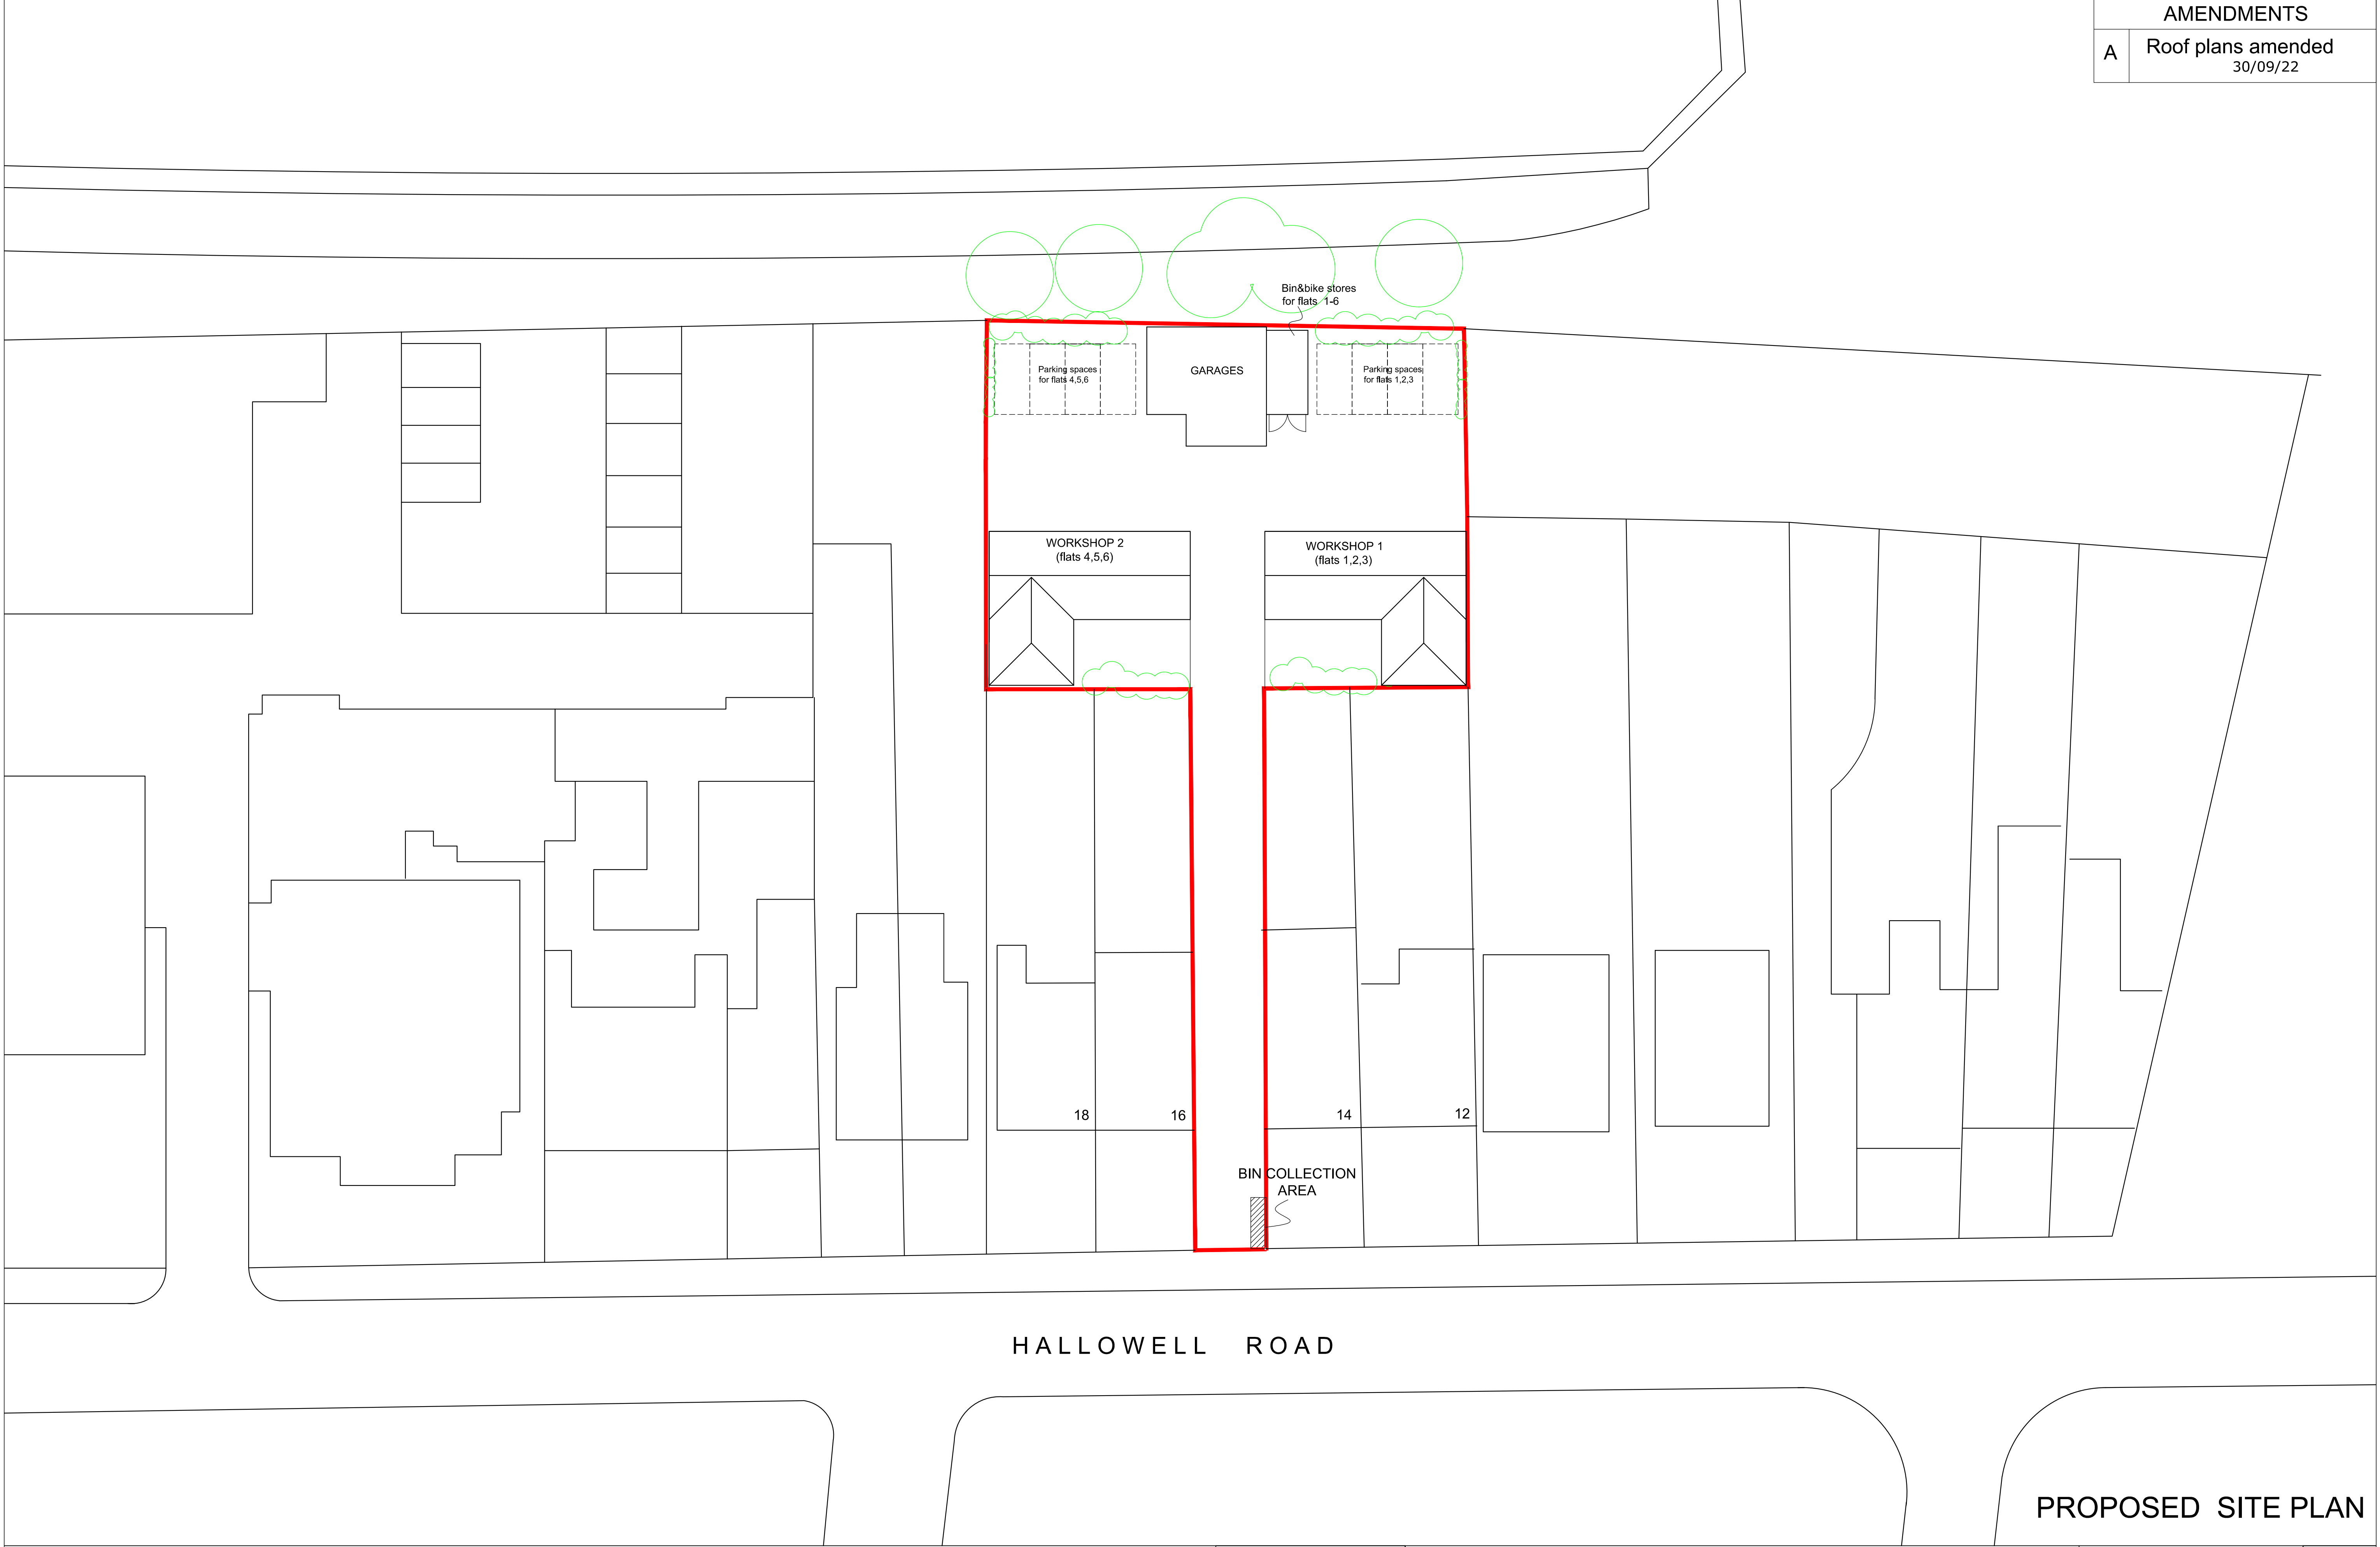 AMENDMENTS
A
Roof plans amended
30/09/22
Bin&bike stores
for flats 1-6
Parking spaces
for flats 4,5,6
GARAGES
Parking spaces
for flats 1,2,3
WORKSHOP 2
(flats 4,5,6)
WORKSHOP 1
(flats 1,2,3)
18
16
14
12
BIN COLLECTION
AREA
HALLOWELL ROAD
PROPOSED SITE PLAN